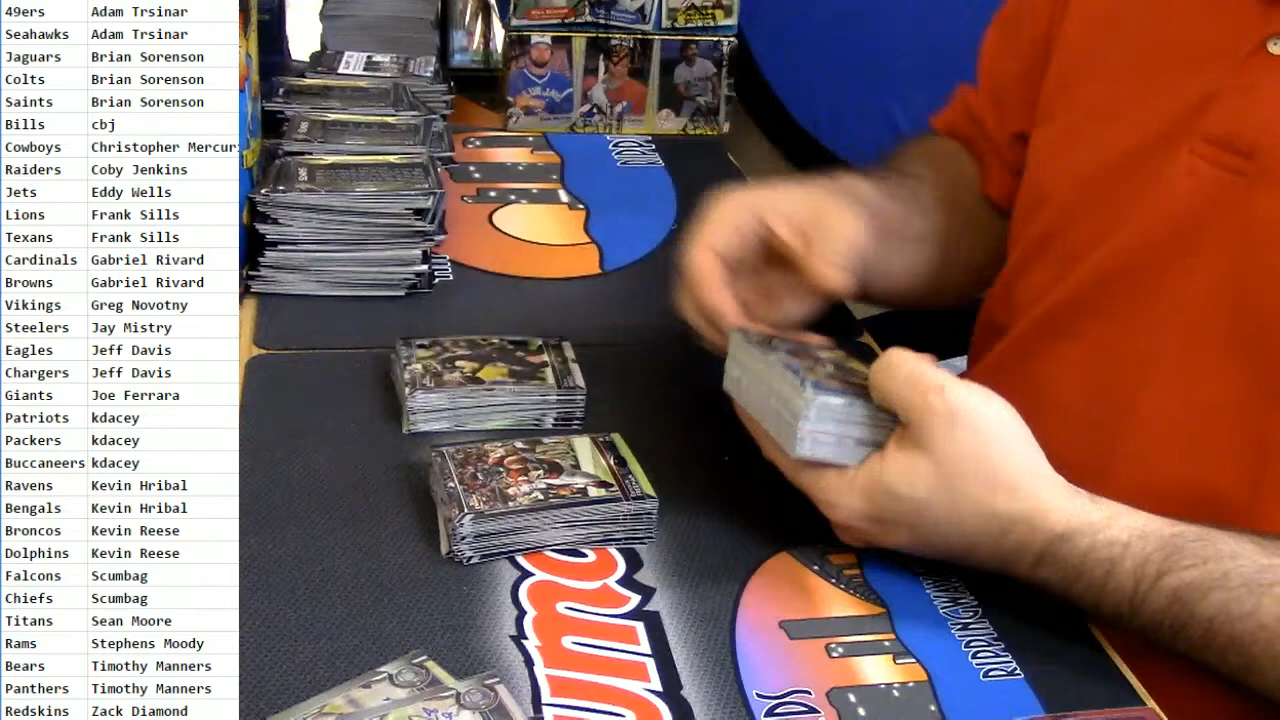 49ers Adam Trsinar
Seahawks Adam Trsinar
Jaguars Brian Sorenson
Colts Brian Sorenson
Saints Brian Sorenson
Bills cbj
Cowboys Christopher Mercur
Raiders Coby Jenkins
Jets Eddy Wells
Lions Frank Sills
Texans Frank Sills
Cardinals Gabriel Rivard
Browns Gabriel Rivard
Vikings Greg Novotny
Steelers Jay Mistry
Eagles Jeff Davis
Chargers Jeff Davis
Giants Joe Ferrara
Patriots kdacey
Packers kdacey
Buccaneers kdacey
Ravens Kevin Hribal
Bengals Kevin Hribal
Broncos Kevin Reese
Dolphins Kevin Reese
Falcons Scumbag
Chiefs Scumbag
Titans Sean Moore
Rams Stephens Moody
Bears Timothy Manners
Panthers Timothy Manners
Redskins Zack Diamond
RIPPINGWAX